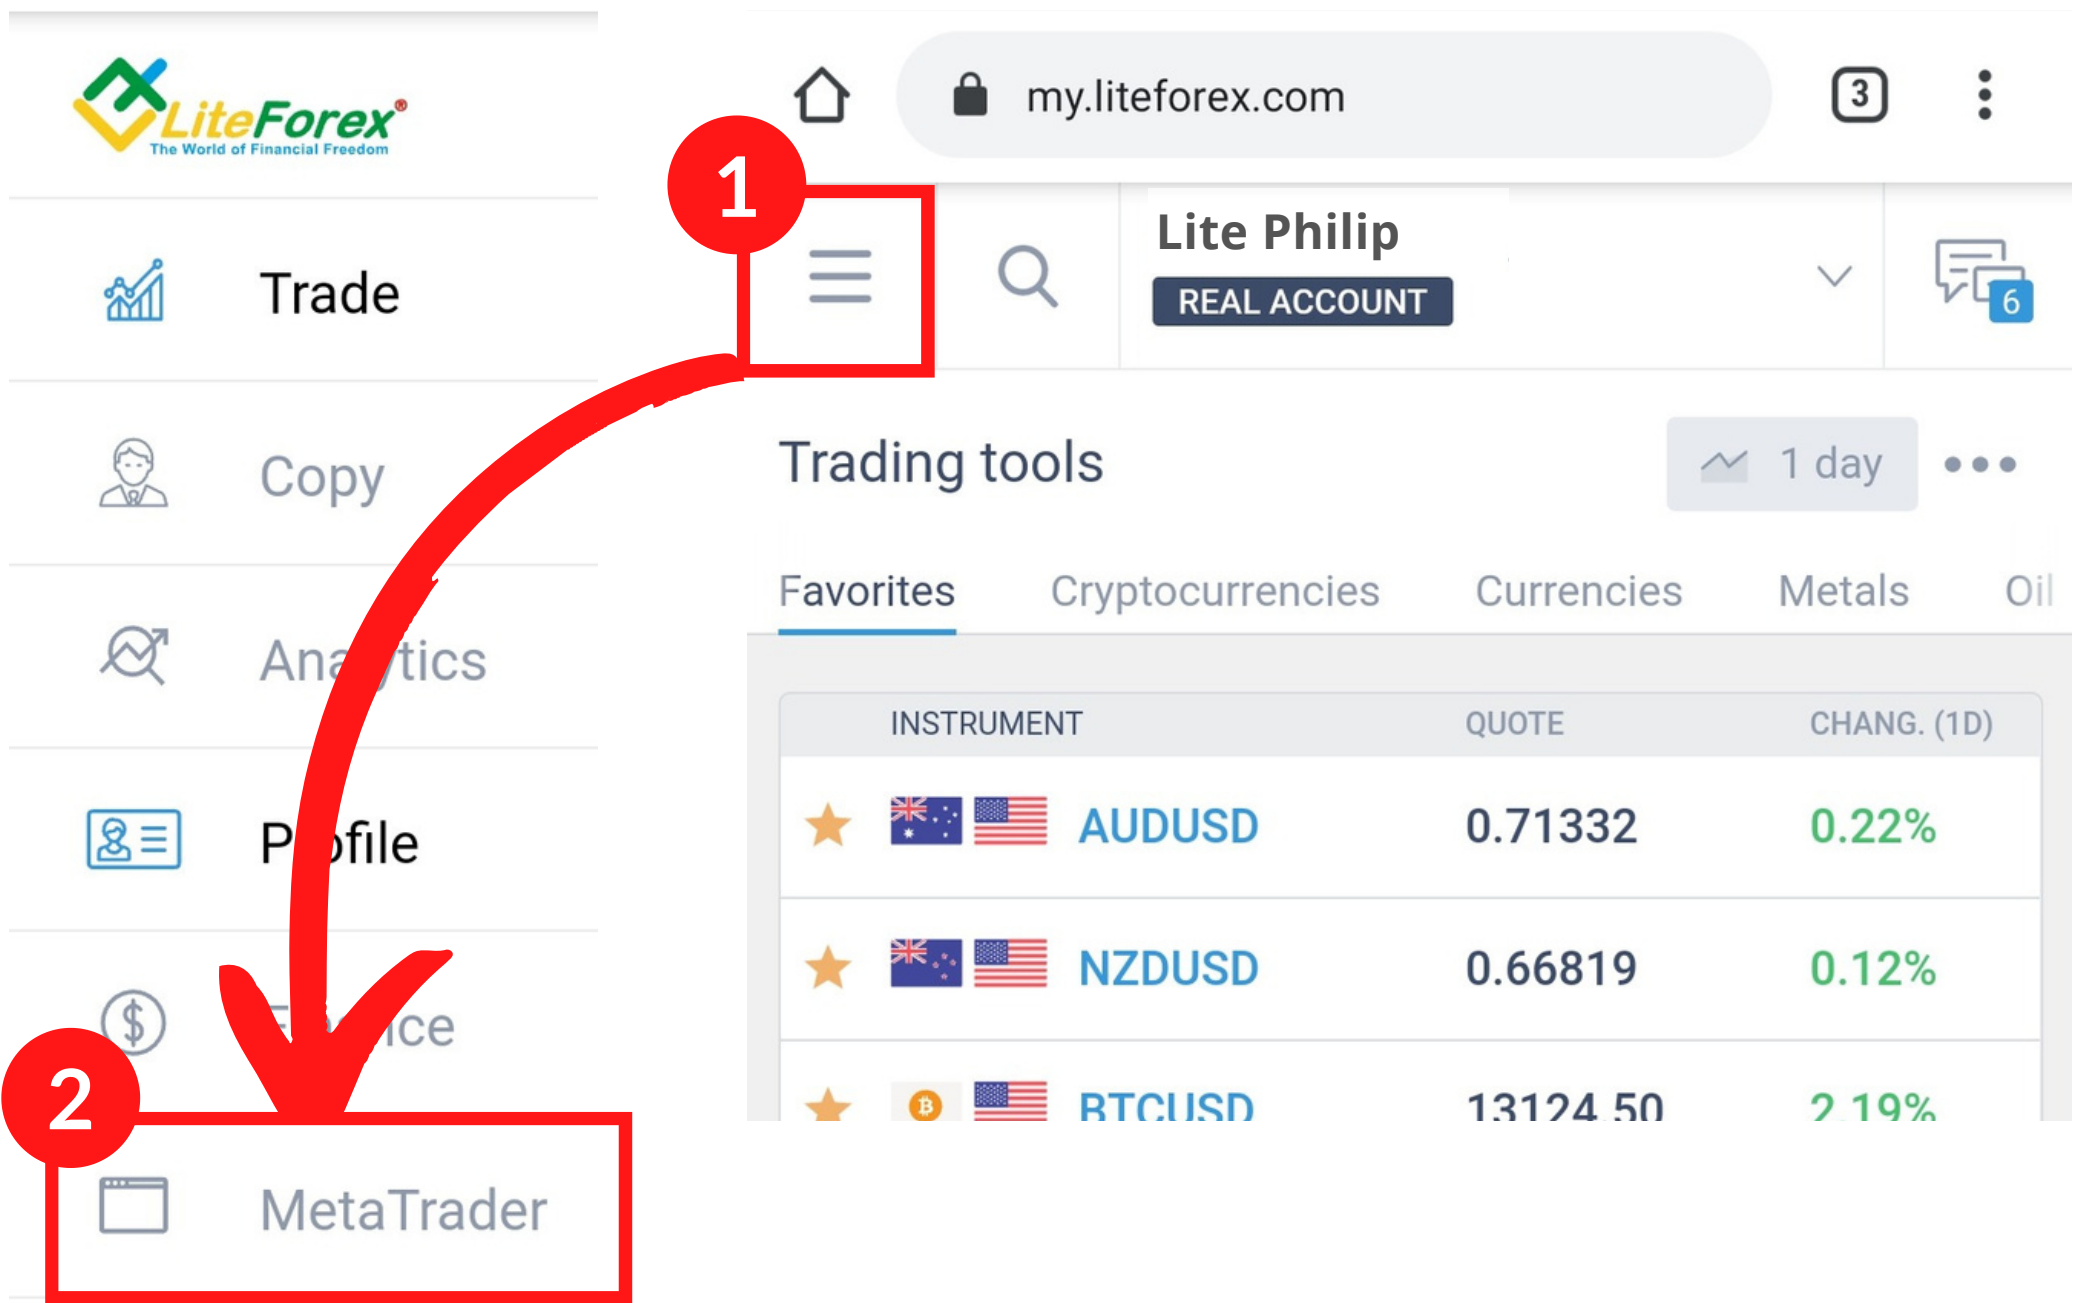 LiteForex®
The World of Financial Freedom
Trade
Copy
Analytics
Profile
Finance
2
MetaTrader
my.liteforex.com
3
1
Lite Philip
REAL ACCOUNT
6
Trading tools
1 day
Favorites Cryptocurrencies Currencies Metals Oil
INSTRUMENT QUOTE CHANG. (1D)
AUDUSD 0.71332 0.22%
NZDUSD 0.66819 0.12%
BTCUSD 13124.50 2.19%